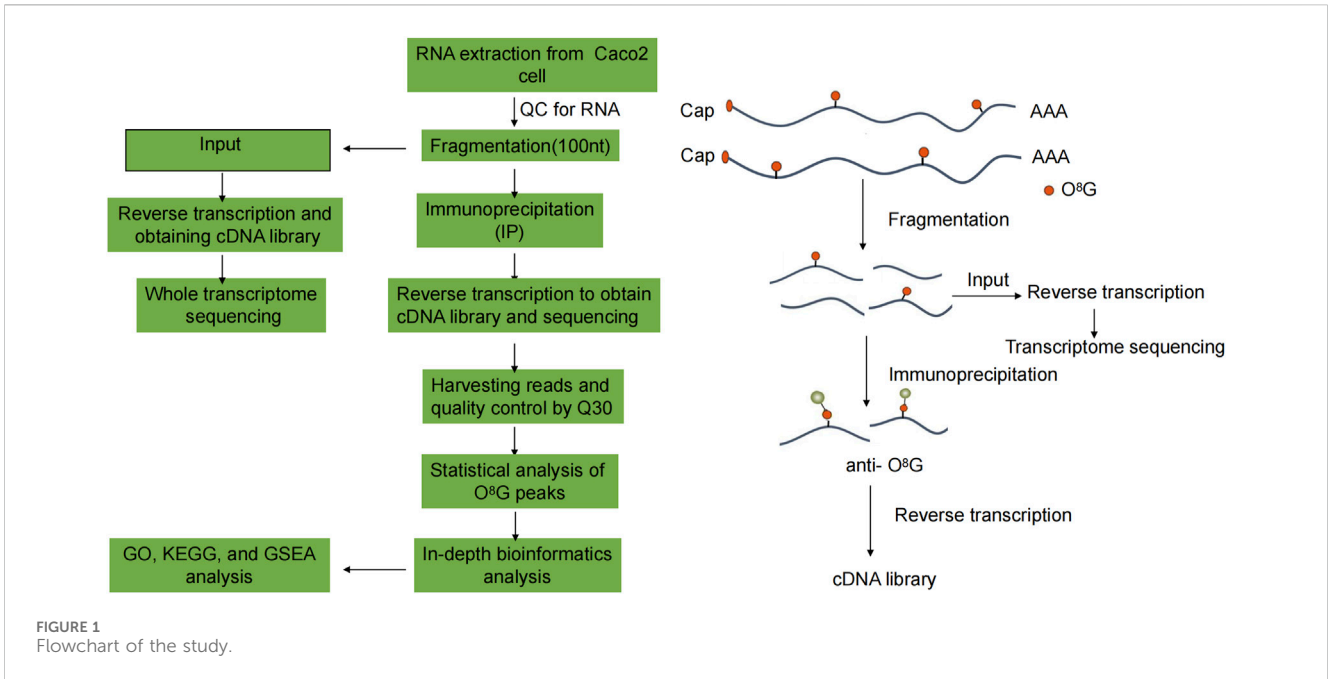 RNA extraction from Caco2
cell
QC for RNA
Input
Fragmentation(100nt)
Reverse transcription and
obtaining cDNA library
Immunoprecipitation
(IP)
Whole transcriptome
sequencing
Reverse transcription to obtain
cDNA library and sequencing
Harvesting reads and
quality control by Q30
Statistical analysis of
O⁸G peaks
GO, KEGG, and GSEA
analysis
In-depth bioinformatics
analysis
Cap
AAA
Cap
AAA
O⁸G
Fragmentation
Input
Reverse transcription
Transcriptome sequencing
Immunoprecipitation
anti- O⁸G
Reverse transcription
cDNA library
FIGURE 1
Flowchart of the study.